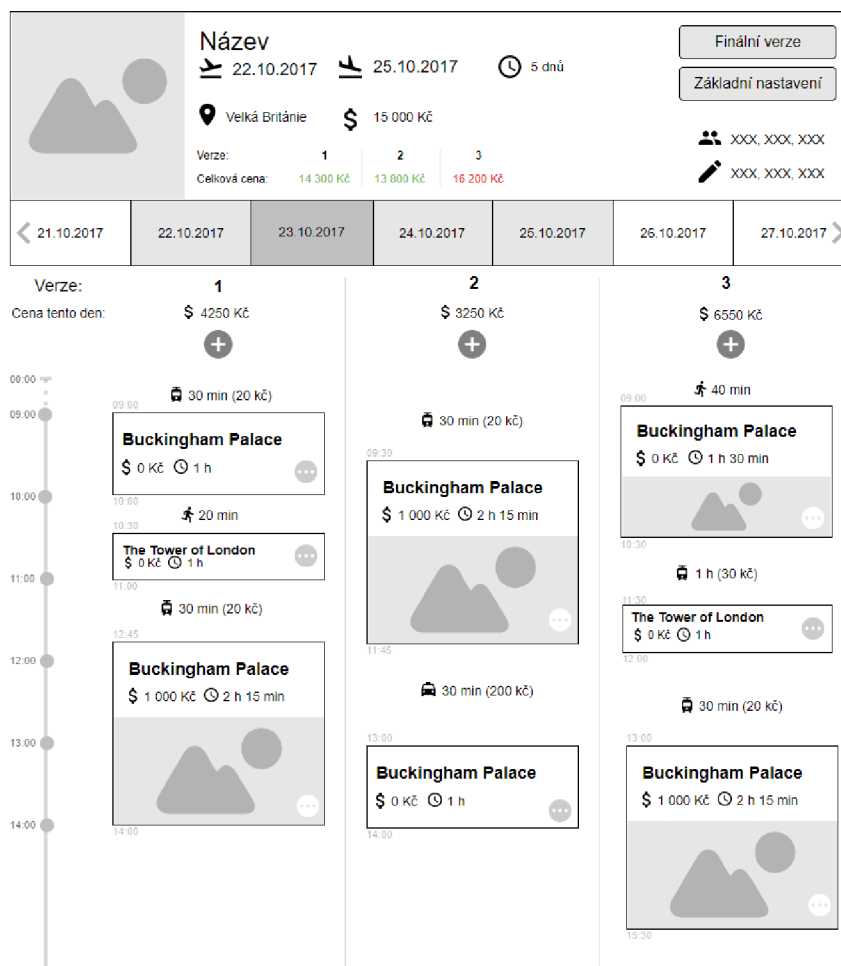 Název
22.10.2017 25.10.2017 5 dnů
Finální verze
Základní nastavení
Velká Británie 15 000 Kč
XXX, XXX, XXX
XXX, XXX, XXX
Verze: 1 2 3
Celková cena: 14 300 Kč 13 800 Kč 16 200 Kč
21.10.2017 22.10.2017 23.10.2017 24.10.2017 25.10.2017 26.10.2017 27.10.2017
Verze: 1 2 3
Cena tento den: $ 4250 Kč $ 3250 Kč $ 6550 Kč
00:00
09:00
10:00
11:00
12:00
13:00
14:00
30 min (20 kč)
09:00
Buckingham Palace
$ 0 Kč 1 h
10:00
20 min
10:30
The Tower of London
$ 0 Kč 1 h
11:00
30 min (20 kč)
12:45
Buckingham Palace
$ 1 000 Kč 2 h 15 min
14:00
30 min (20 kč)
09:30
Buckingham Palace
$ 1 000 Kč 2 h 15 min
11:45
30 min (200 kč)
13:00
Buckingham Palace
$ 0 Kč 1 h
14:00
40 min
09:00
Buckingham Palace
$ 0 Kč 1 h 30 min
10:30
1 h (30 kč)
11:30
The Tower of London
$ 0 Kč 1 h
12:00
30 min (20 kč)
13:00
Buckingham Palace
$ 1 000 Kč 2 h 15 min
15:30